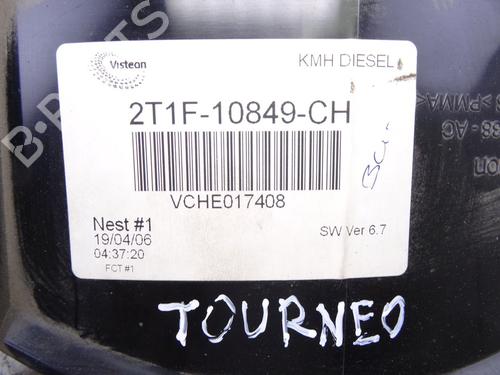 Visteon
KMH DIESEL
2T1F-10849-CH
VCHE017408
Nest #1
19/04/06
04:37:20
FCT #1
SW Ver 6.7
TOURNEO
>PMMA<